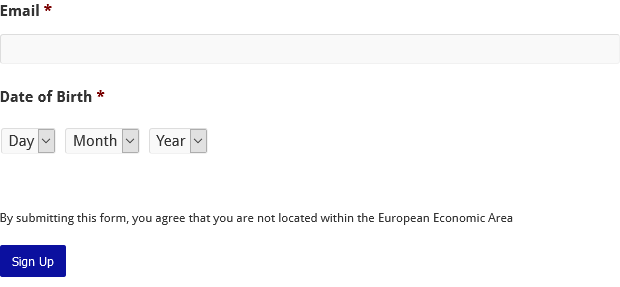 Email *
Date of Birth *
Day Month Year
By submitting this form, you agree that you are not located within the European Economic Area
Sign Up